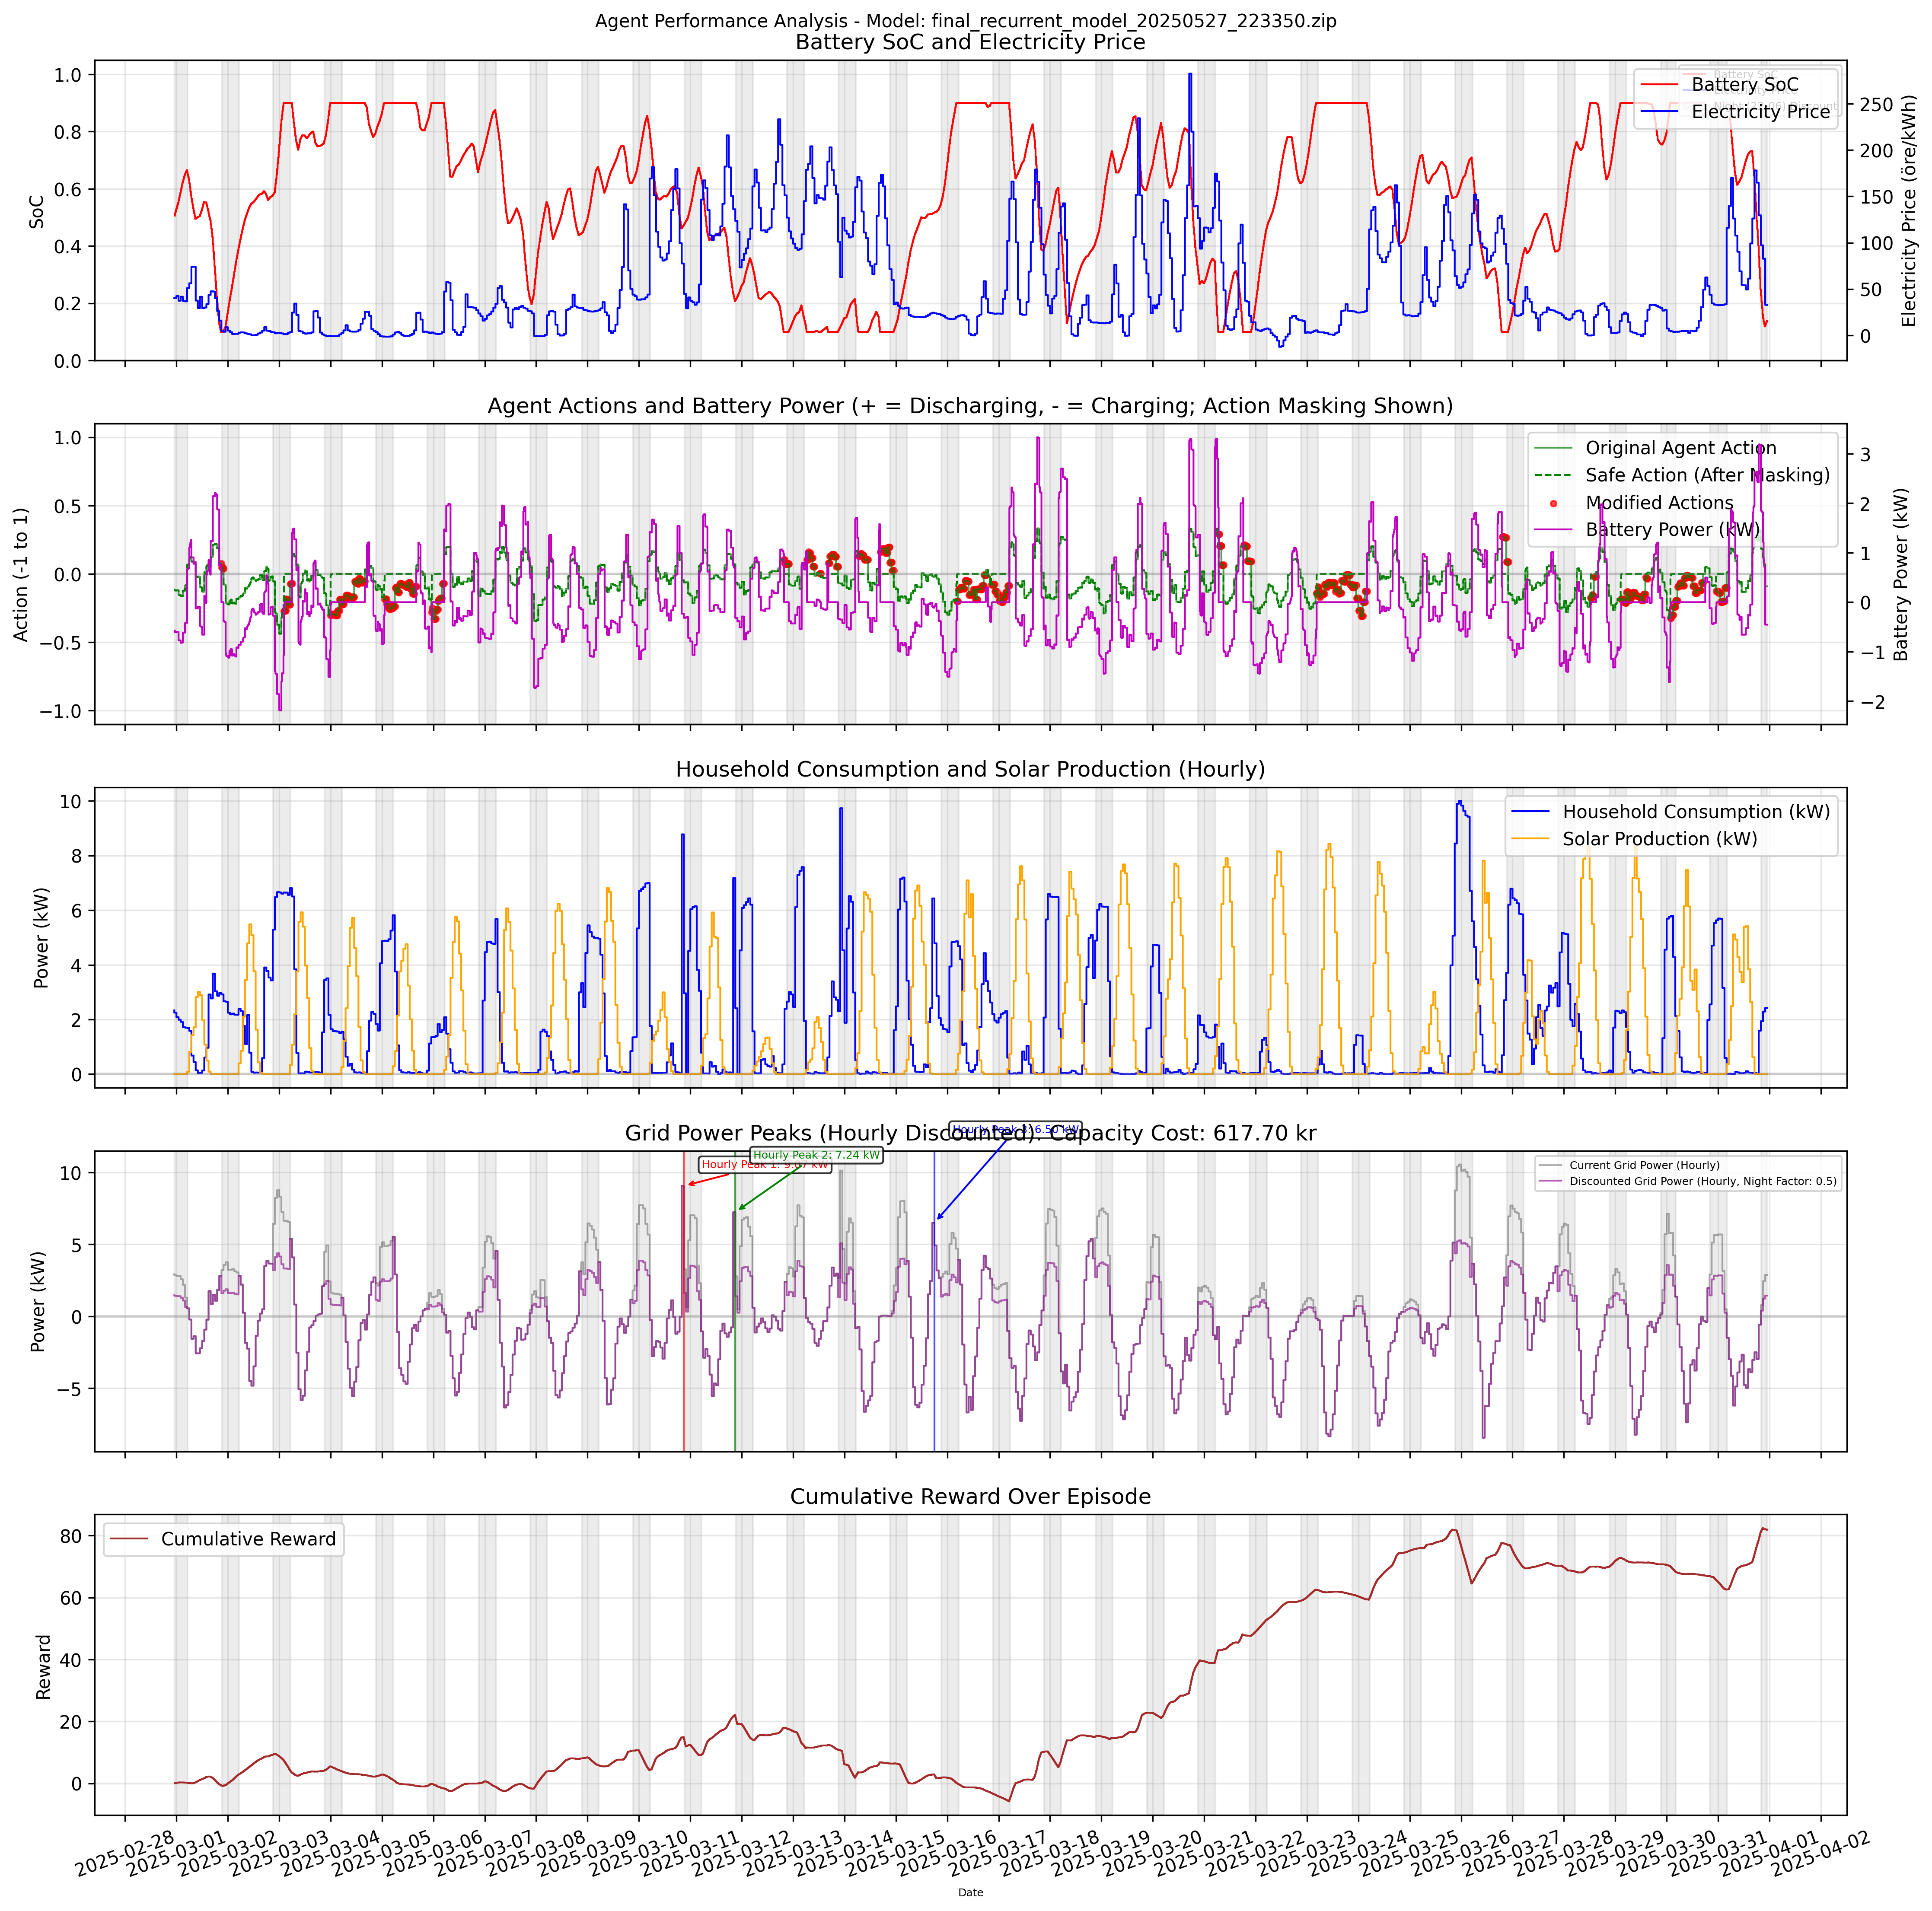 Agent Performance Analysis - Model: final_recurrent_model_20250527_223350.zip
Battery SoC and Electricity Price
Battery SoC
Electricity Price
SoC
1.0
0.8
0.6
0.4
0.2
0.0
250
200
150
100
50
0
Electricity Price (öre/kWh)
Agent Actions and Battery Power (+ = Discharging, - = Charging; Action Masking Shown)
Original Agent Action
Safe Action (After Masking)
Modified Actions
Battery Power (kW)
Action (-1 to 1)
1.0
0.5
0.0
−0.5
−1.0
3
2
1
0
−1
−2
Battery Power (kW)
Household Consumption and Solar Production (Hourly)
Household Consumption (kW)
Solar Production (kW)
Power (kW)
10
8
6
4
2
0
Grid Power Peaks (Hourly Discounted). Capacity Cost: 617.70 kr
Hourly Peak 3: 6.50 kW
Hourly Peak 2: 7.24 kW
Hourly Peak 1: 9.07 kW
Current Grid Power (Hourly)
Discounted Grid Power (Hourly, Night Factor: 0.5)
Power (kW)
10
5
0
−5
Cumulative Reward Over Episode
Cumulative Reward
Reward
80
60
40
20
0
2025-02-28
2025-03-01
2025-03-02
2025-03-03
2025-03-04
2025-03-05
2025-03-06
2025-03-07
2025-03-08
2025-03-09
2025-03-10
2025-03-11
2025-03-12
2025-03-13
2025-03-14
2025-03-15
2025-03-16
2025-03-17
2025-03-18
2025-03-19
2025-03-20
2025-03-21
2025-03-22
2025-03-23
2025-03-24
2025-03-25
2025-03-26
2025-03-27
2025-03-28
2025-03-29
2025-03-30
2025-03-31
2025-04-01
2025-04-02
Date